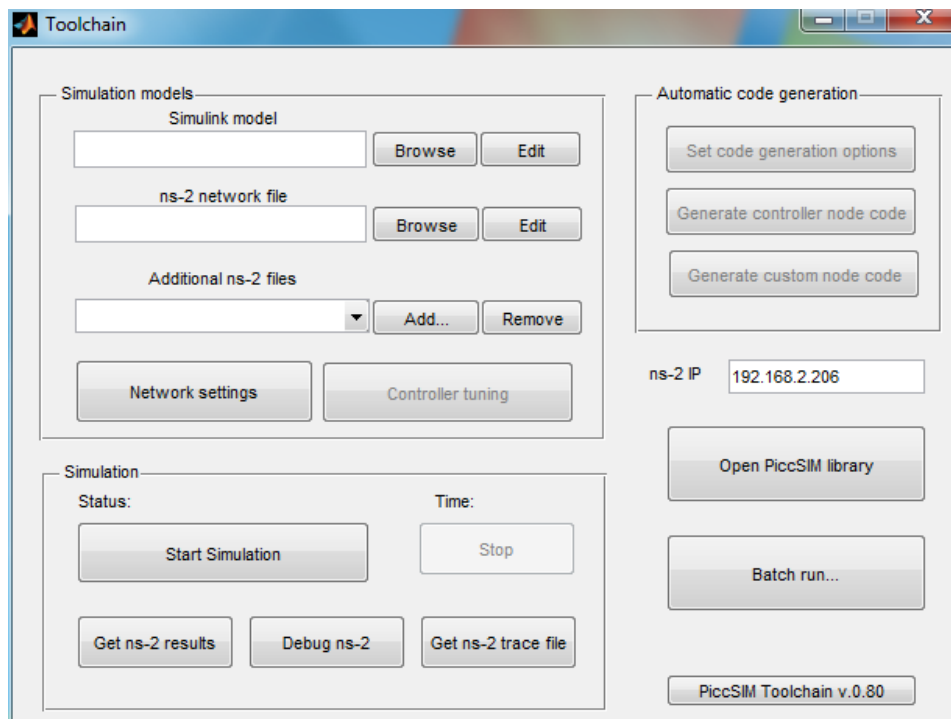 Toolchain
Simulation models
Simulink model
Browse
Edit
ns-2 network file
Browse
Edit
Additional ns-2 files
Add...
Remove
Network settings
Controller tuning
Automatic code generation
Set code generation options
Generate controller node code
Generate custom node code
ns-2 IP
192.168.2.206
Open PiccSIM library
Batch run...
Simulation
Status:
Time:
Start Simulation
Stop
Get ns-2 results
Debug ns-2
Get ns-2 trace file
PiccSIM Toolchain v.0.80